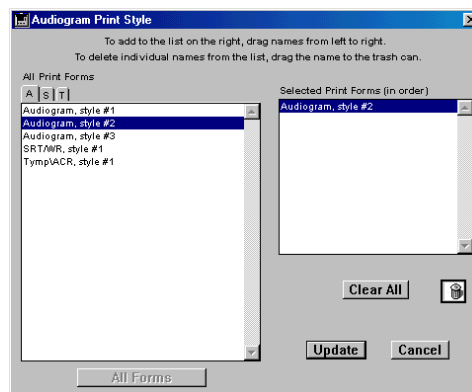 Audiogram Print Style
To add to the list on the right, drag names from left to right.
To delete individual names from the list, drag the name to the trash can.
All Print Forms
A S T
Audiogram, style #1
Audiogram, style #2
Audiogram, style #3
SRT/WR, style #1
Tymp\ACR, style #1
All Forms
Selected Print Forms (in order)
Audiogram, style #2
Clear All
Update Cancel